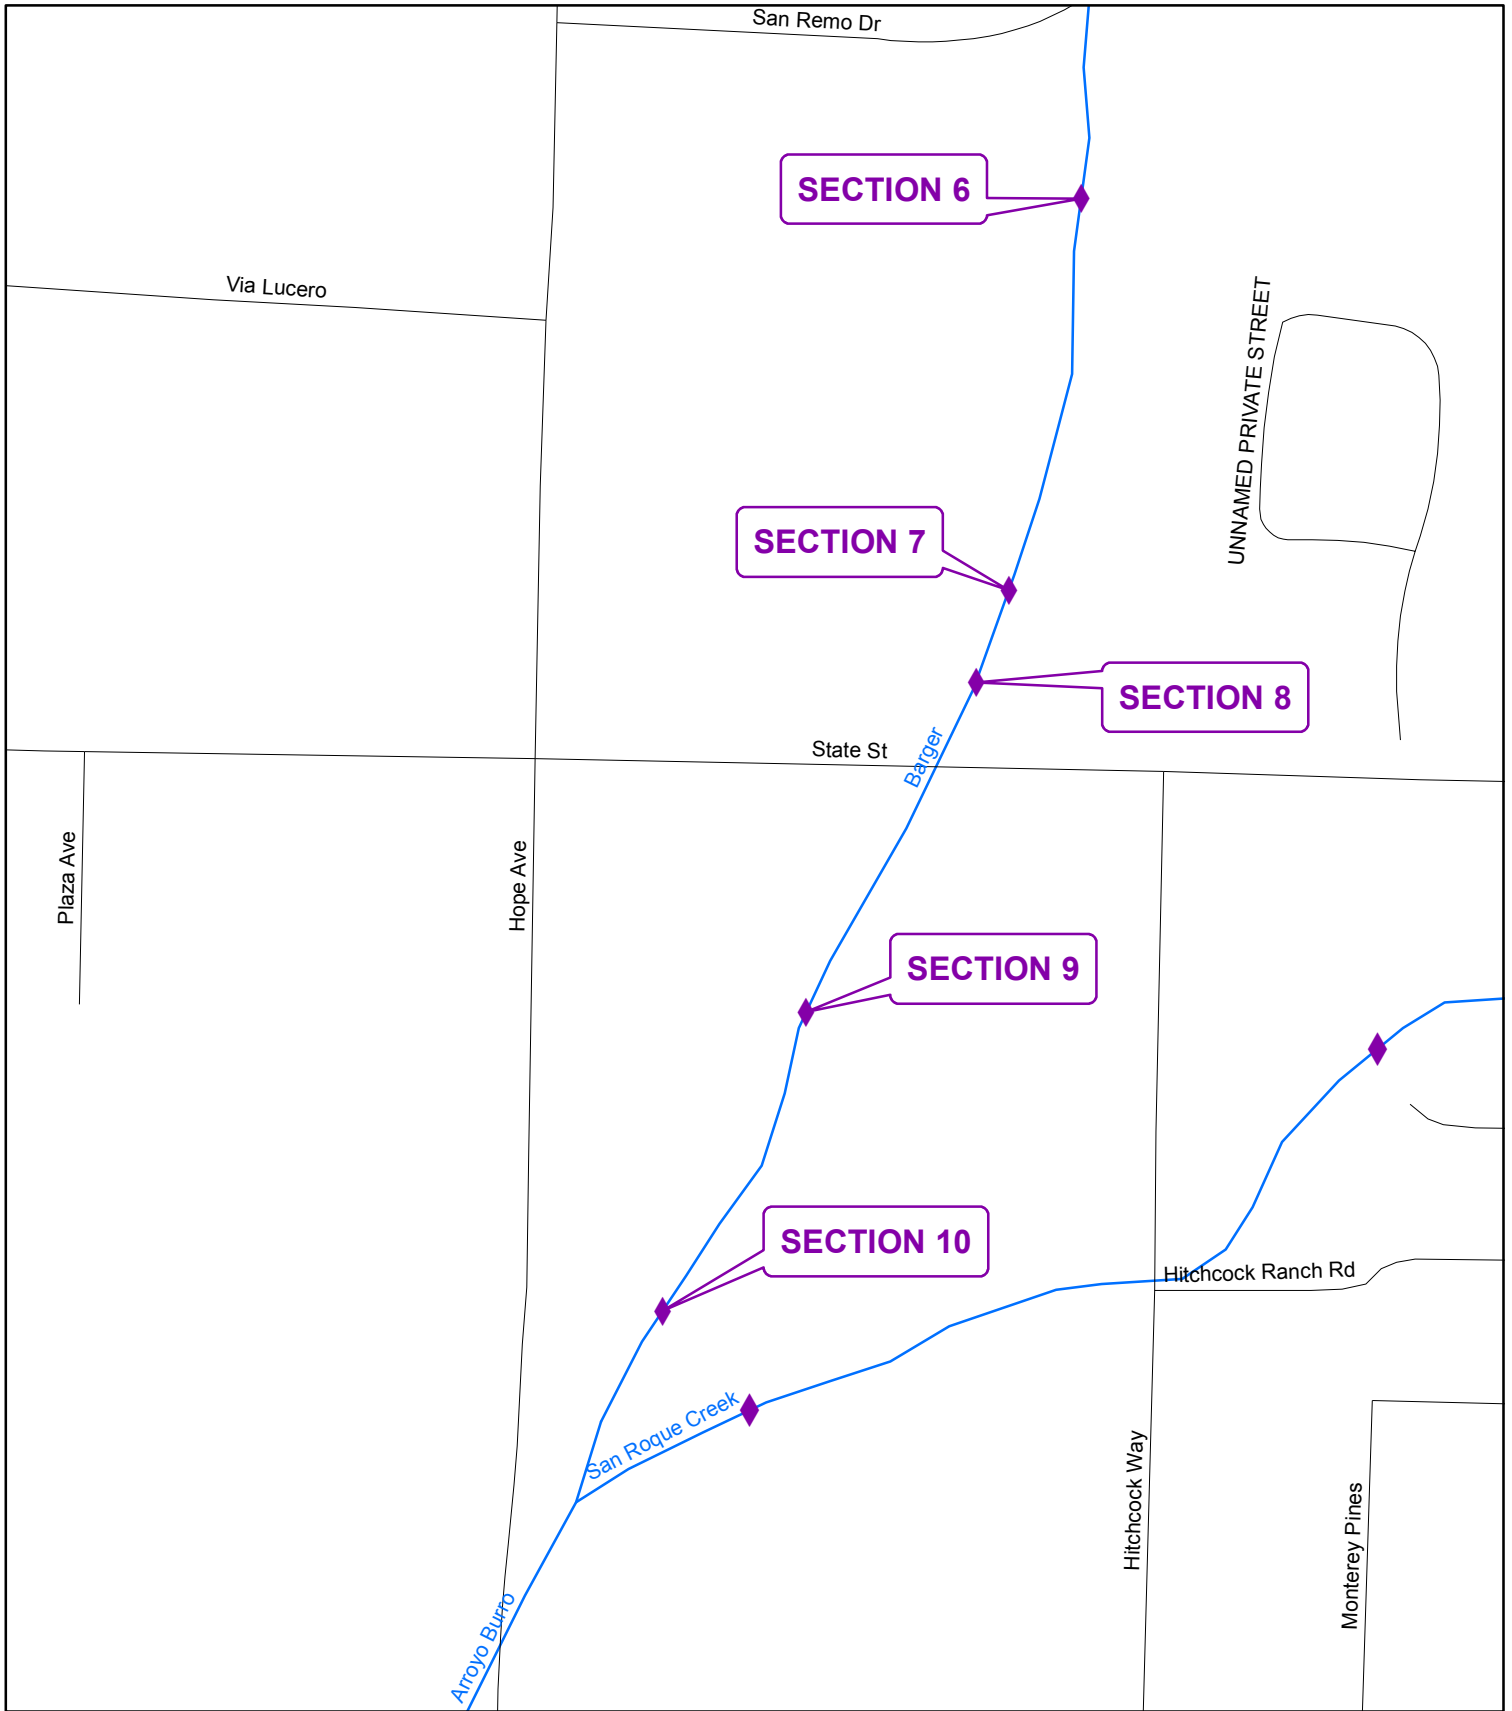 San Remo Dr
SECTION 6
Via Lucero
UNNAMED PRIVATE STREET
SECTION 7
SECTION 8
State St
Barger
Plaza Ave
Hope Ave
SECTION 9
SECTION 10
Hitchcock Ranch Rd
San Roque Creek
Hitchcock Way
Monterey Pines
Arroyo Burro